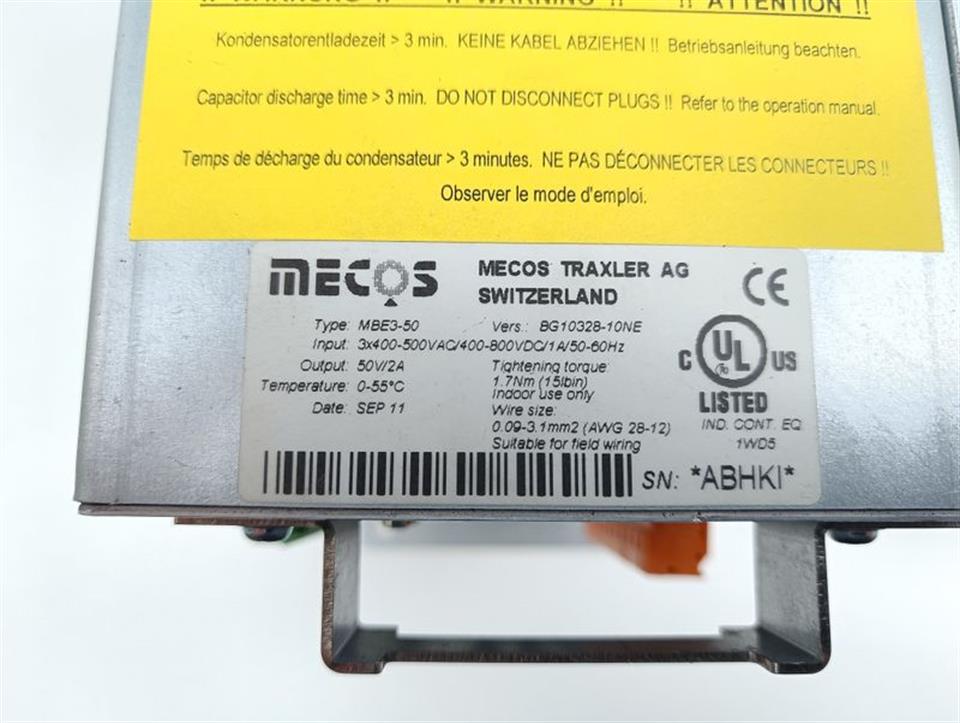 !! WARNUNG !! !! WARNING !! !! ATTENTION !!
Kondensatorentladezeit > 3 min. KEINE KABEL ABZIEHEN !! Betriebsanleitung beachten.
Capacitor discharge time > 3 min. DO NOT DISCONNECT PLUGS !! Refer to the operation manual.
Temps de décharge du condensateur > 3 minutes. NE PAS DÉCONNECTER LES CONNECTEURS !!
Observer le mode d'emploi.
MECOS
MECOS TRAXLER AG
SWITZERLAND
CE
Type: MBE3-50 Vers.: BG10328-10NE
Input: 3x400-500VAC/400-800VDC/1A/50-60Hz
Output: 50V/2A
Temperature: 0-55°C
Date: SEP 11
Tightening torque:
1.7Nm (15lbin)
Indoor use only
Wire size:
0.09-3.1mm2 (AWG 28-12)
Suitable for field wiring
C UL US
LISTED
IND. CONT. EQ
1WD5
SN: *ABHKI*